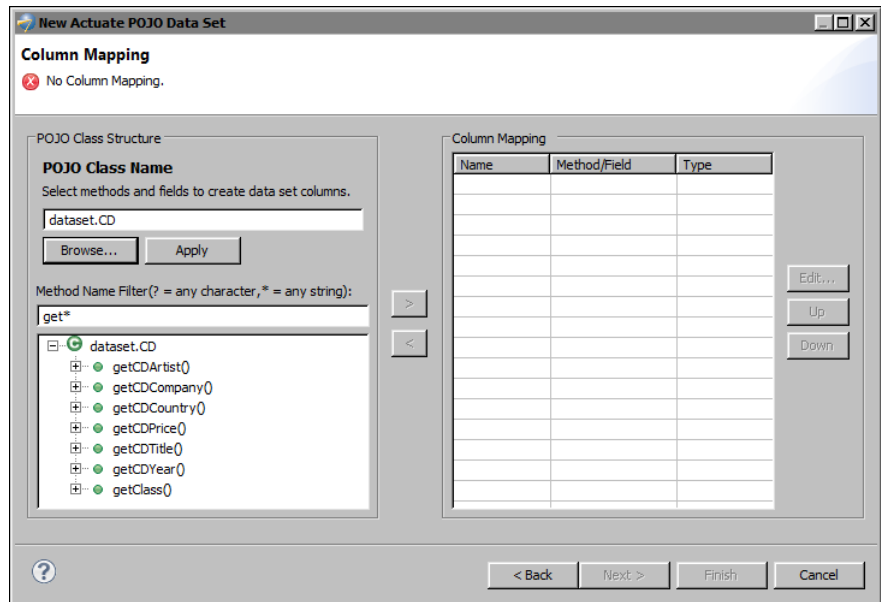 New Actuate POJO Data Set
Column Mapping
No Column Mapping.
POJO Class Structure
POJO Class Name
Select methods and fields to create data set columns.
dataset.CD
Browse...
Apply
Method Name Filter(? = any character,* = any string):
get*
dataset.CD
getCDArtist()
getCDCompany()
getCDCountry()
getCDPrice()
getCDTitle()
getCDYear()
getClass()
>
<
Column Mapping
Name Method/Field Type
Edit...
Up
Down
?
< Back
Next >
Finish
Cancel